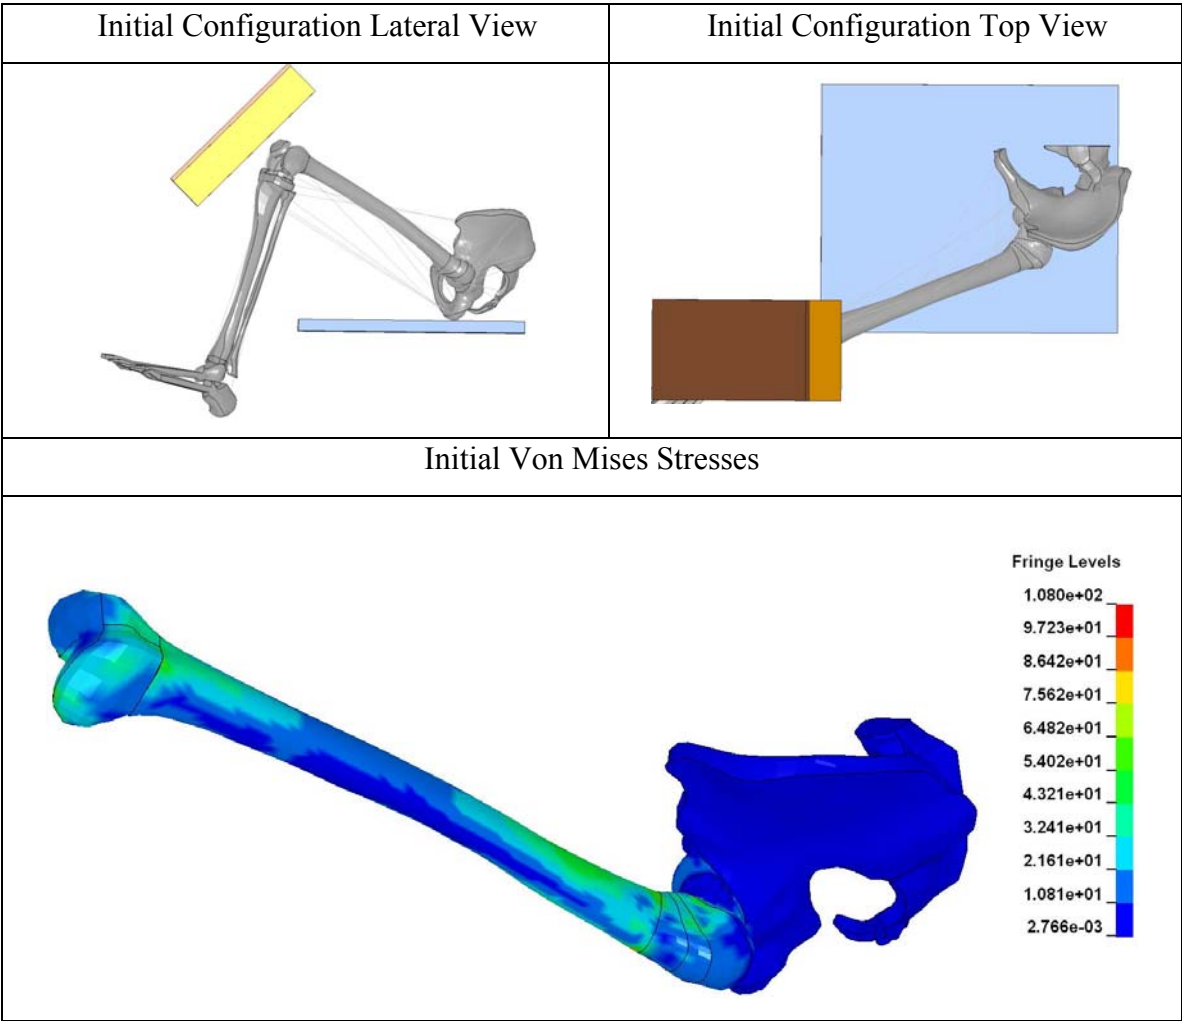 Initial Configuration Lateral View
Initial Configuration Top View
Initial Von Mises Stresses
Fringe Levels
1.080e+02
9.723e+01
8.642e+01
7.562e+01
6.482e+01
5.402e+01
4.321e+01
3.241e+01
2.161e+01
1.081e+01
2.766e-03